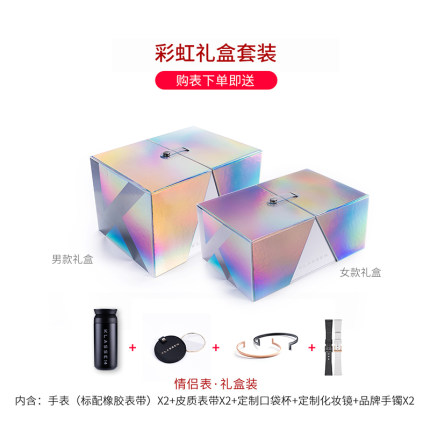 彩虹礼盒套装
购表下单即送
男款礼盒
女款礼盒
+ + +
情侣表·礼盒装
内含：手表（标配橡胶表带）X2+皮质表带X2+定制口袋杯+定制化妆镜+品牌手镯X2